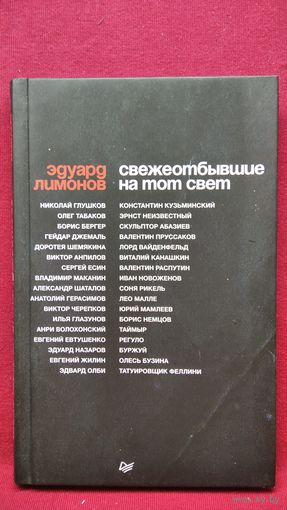 эдуард лимонов
свежеотбывшие на тот свет
НИКОЛАЙ ГЛУШКОВ
ОЛЕГ ТАБАКОВ
БОРИС БЕРГЕР
ГЕЙДАР ДЖЕМАЛЬ
ДОРОТЕЯ ШЕМЯКИНА
ВИКТОР АНПИЛОВ
СЕРГЕЙ ЕСИН
ВЛАДИМИР МАКАНИН
АЛЕКСАНДР ШАТАЛОВ
АНАТОЛИЙ ГЕРАСИМОВ
ВИКТОР ЧЕРЕПКОВ
ИЛЬЯ ГЛАЗУНОВ
АНРИ ВОЛОХОНСКИЙ
ЕВГЕНИЙ ЕВТУШЕНКО
ЭДУАРД НАЗАРОВ
ЕВГЕНИЙ ЖИЛИН
ЭДВАРД ОЛБИ
КОНСТАНТИН КУЗЬМИНСКИЙ
ЭРНСТ НЕИЗВЕСТНЫЙ
СКУЛЬПТОР АБАЗИЕВ
ВАЛЕНТИН ПРУССАКОВ
ЛОРД ВАЙДЕНФЕЛЬД
ВИТАЛИЙ КАНАШКИН
ВАЛЕНТИН РАСПУТИН
ИВАН НОВОЖЕНОВ
СОНЯ РИКЕЛЬ
ЛЕО МАЛЛЕ
ЮРИЙ МАМЛЕЕВ
БОРИС НЕМЦОВ
ТАЙМЫР
РЕГУЛО
БУРЖУЙ
ОЛЕСЬ БУЗИНА
ТАТУИРОВЩИК ФЕЛЛИНИ
ay.by